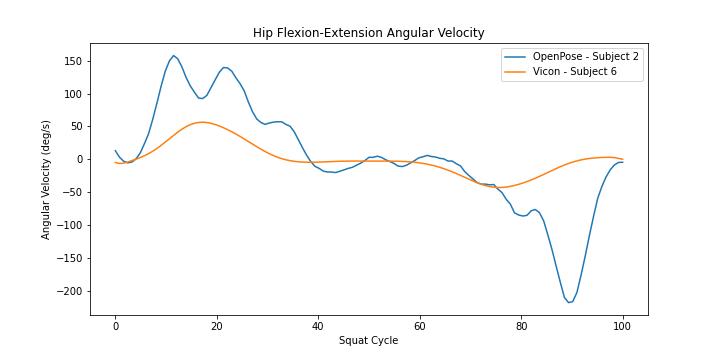 Hip Flexion-Extension Angular Velocity
OpenPose - Subject 2
Vicon - Subject 6
Angular Velocity (deg/s)
150
100
50
0
−50
−100
−150
−200
0 20 40 60 80 100
Squat Cycle